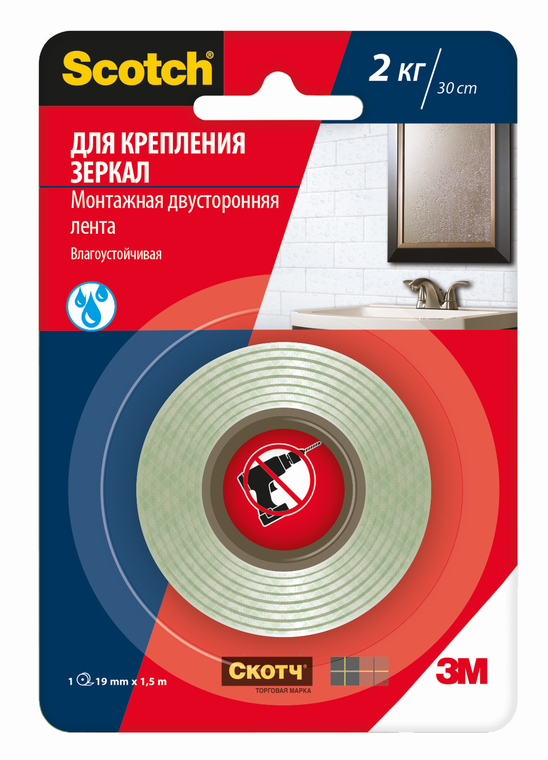 Scotch®
2 кг/30 cm
ДЛЯ КРЕПЛЕНИЯ
ЗЕРКАЛ
Монтажная двусторонняя
лента
Влагоустойчивая
1 19 mm x 1,5 m
СКОТЧ®
ТОРГОВАЯ МАРКА
3M